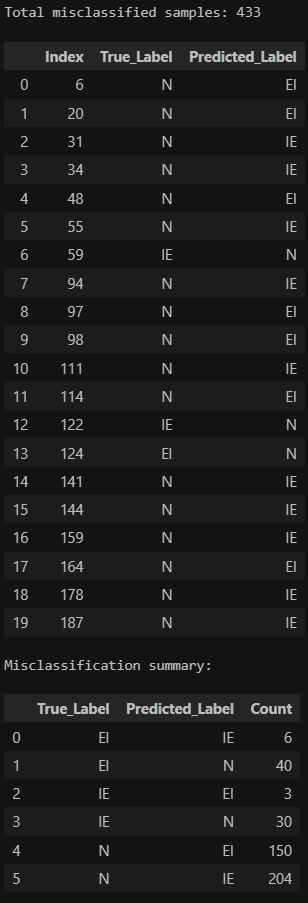 Total misclassified samples: 433
Index True_Label Predicted_Label
0 6 N EI
1 20 N EI
2 31 N IE
3 34 N IE
4 48 N EI
5 55 N IE
6 59 IE N
7 94 N IE
8 97 N EI
9 98 N EI
10 111 N IE
11 114 N EI
12 122 IE N
13 124 EI N
14 141 N IE
15 144 N IE
16 159 N IE
17 164 N EI
18 178 N IE
19 187 N IE
Misclassification summary:
True_Label Predicted_Label Count
0 EI IE 6
1 EI N 40
2 IE EI 3
3 IE N 30
4 N EI 150
5 N IE 204